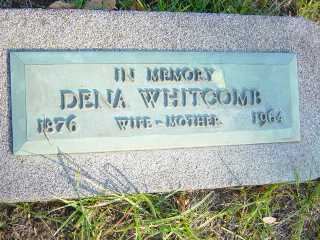 IN MEMORY
DENA WHITCOMB
1876 WIFE - MOTHER 1964